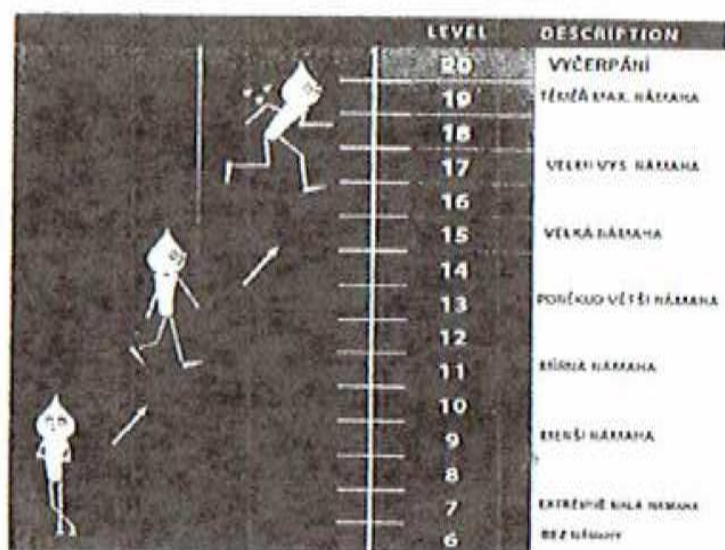 LEVEL DESCRIPTION
20 VYČERPÁNÍ
19 TÉMĚŘ MAX. NÁMAHA
18
17 VELMI VYS. NÁMAHA
16
15 VELKÁ NÁMAHA
14
13 PONĚKUD VĚTŠÍ NÁMAHA
12
11 MÍRNÁ NÁMAHA
10
9 MENŠÍ NÁMAHA
8
7 EXTRÉMNĚ MALÁ NÁMAHA
6 BEZ NÁMAHY